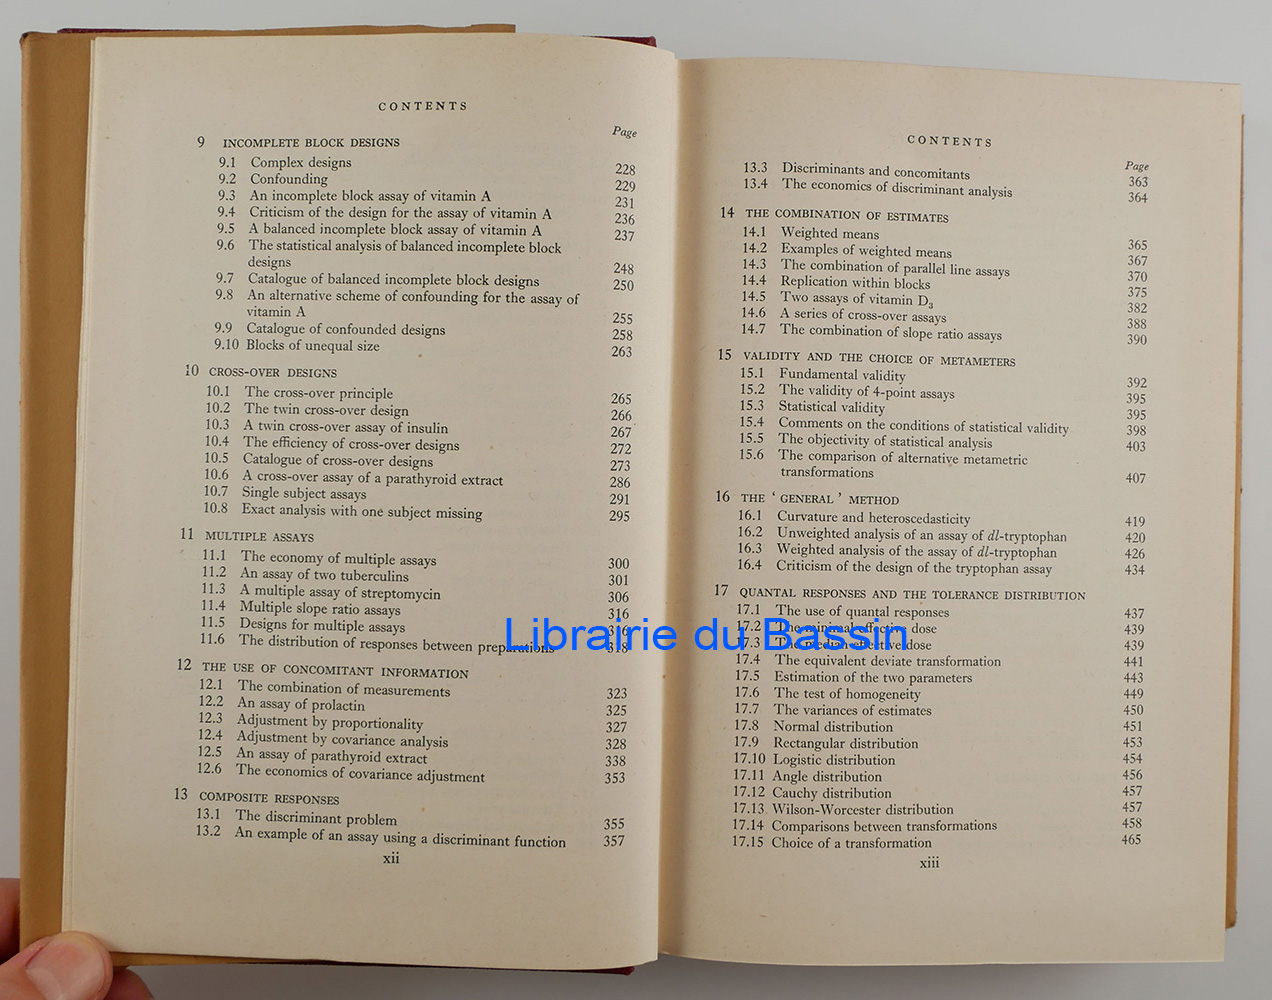 CONTENTS
Page
9 INCOMPLETE BLOCK DESIGNS
9.1 Complex designs 228
9.2 Confounding 229
9.3 An incomplete block assay of vitamin A 231
9.4 Criticism of the design for the assay of vitamin A 236
9.5 A balanced incomplete block assay of vitamin A 237
9.6 The statistical analysis of balanced incomplete block
designs 248
9.7 Catalogue of balanced incomplete block designs 250
9.8 An alternative scheme of confounding for the assay of
vitamin A 255
9.9 Catalogue of confounded designs 258
9.10 Blocks of unequal size 263
10 CROSS-OVER DESIGNS
10.1 The cross-over principle 265
10.2 The twin cross-over design 266
10.3 A twin cross-over assay of insulin 267
10.4 The efficiency of cross-over designs 272
10.5 Catalogue of cross-over designs 273
10.6 A cross-over assay of a parathyroid extract 286
10.7 Single subject assays 291
10.8 Exact analysis with one subject missing 295
11 MULTIPLE ASSAYS
11.1 The economy of multiple assays 300
11.2 An assay of two tuberculins 301
11.3 A multiple assay of streptomycin 306
11.4 Multiple slope ratio assays 316
11.5 Designs for multiple assays 316
11.6 The distribution of responses between preparations 318
12 THE USE OF CONCOMITANT INFORMATION
12.1 The combination of measurements 323
12.2 An assay of prolactin 325
12.3 Adjustment by proportionality 327
12.4 Adjustment by covariance analysis 328
12.5 An assay of parathyroid extract 338
12.6 The economics of covariance adjustment 353
13 COMPOSITE RESPONSES
13.1 The discriminant problem 355
13.2 An example of an assay using a discriminant function 357
xii
CONTENTS
Page
13.3 Discriminants and concomitants 363
13.4 The economics of discriminant analysis 364
14 THE COMBINATION OF ESTIMATES
14.1 Weighted means 365
14.2 Examples of weighted means 367
14.3 The combination of parallel line assays 370
14.4 Replication within blocks 375
14.5 Two assays of vitamin D₃ 382
14.6 A series of cross-over assays 388
14.7 The combination of slope ratio assays 390
15 VALIDITY AND THE CHOICE OF METAMETERS
15.1 Fundamental validity 392
15.2 The validity of 4-point assays 395
15.3 Statistical validity 395
15.4 Comments on the conditions of statistical validity 398
15.5 The objectivity of statistical analysis 403
15.6 The comparison of alternative metametric
transformations 407
16 THE ‘ GENERAL ’ METHOD
16.1 Curvature and heteroscedasticity 419
16.2 Unweighted analysis of an assay of dl-tryptophan 420
16.3 Weighted analysis of the assay of dl-tryptophan 426
16.4 Criticism of the design of the tryptophan assay 434
17 QUANTAL RESPONSES AND THE TOLERANCE DISTRIBUTION
17.1 The use of quantal responses 437
17.2 The minimal effective dose 439
17.3 The median effective dose 439
17.4 The equivalent deviate transformation 441
17.5 Estimation of the two parameters 443
17.6 The test of homogeneity 449
17.7 The variances of estimates 450
17.8 Normal distribution 451
17.9 Rectangular distribution 453
17.10 Logistic distribution 454
17.11 Angle distribution 456
17.12 Cauchy distribution 457
17.13 Wilson-Worcester distribution 457
17.14 Comparisons between transformations 458
17.15 Choice of a transformation 465
xiii
Librairie du Bassin